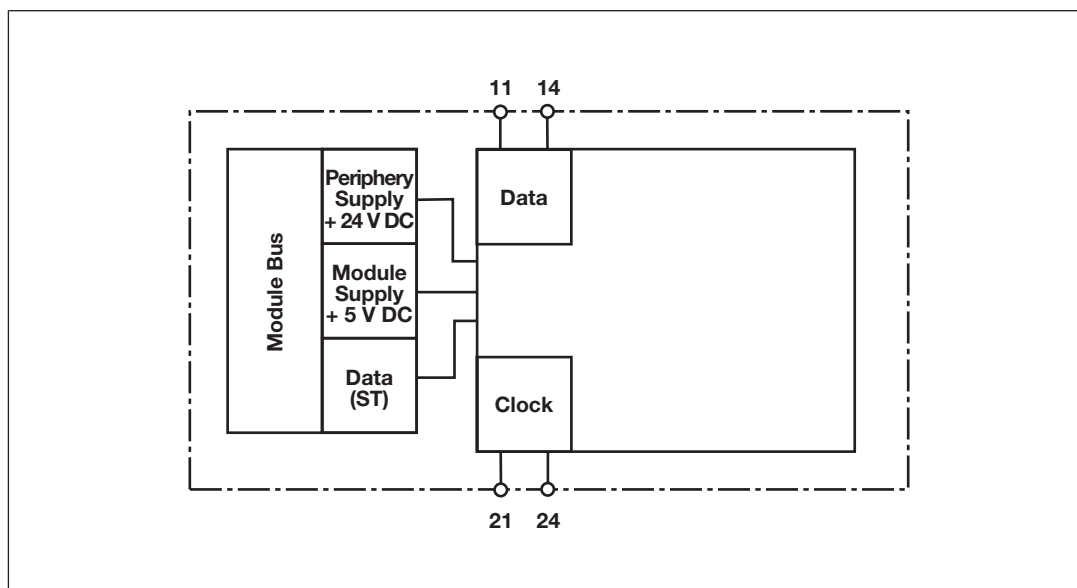 11 14
Module Bus
Periphery
Supply
+ 24 V DC
Module
Supply
+ 5 V DC
Data
(ST)
Data
Clock
21 24